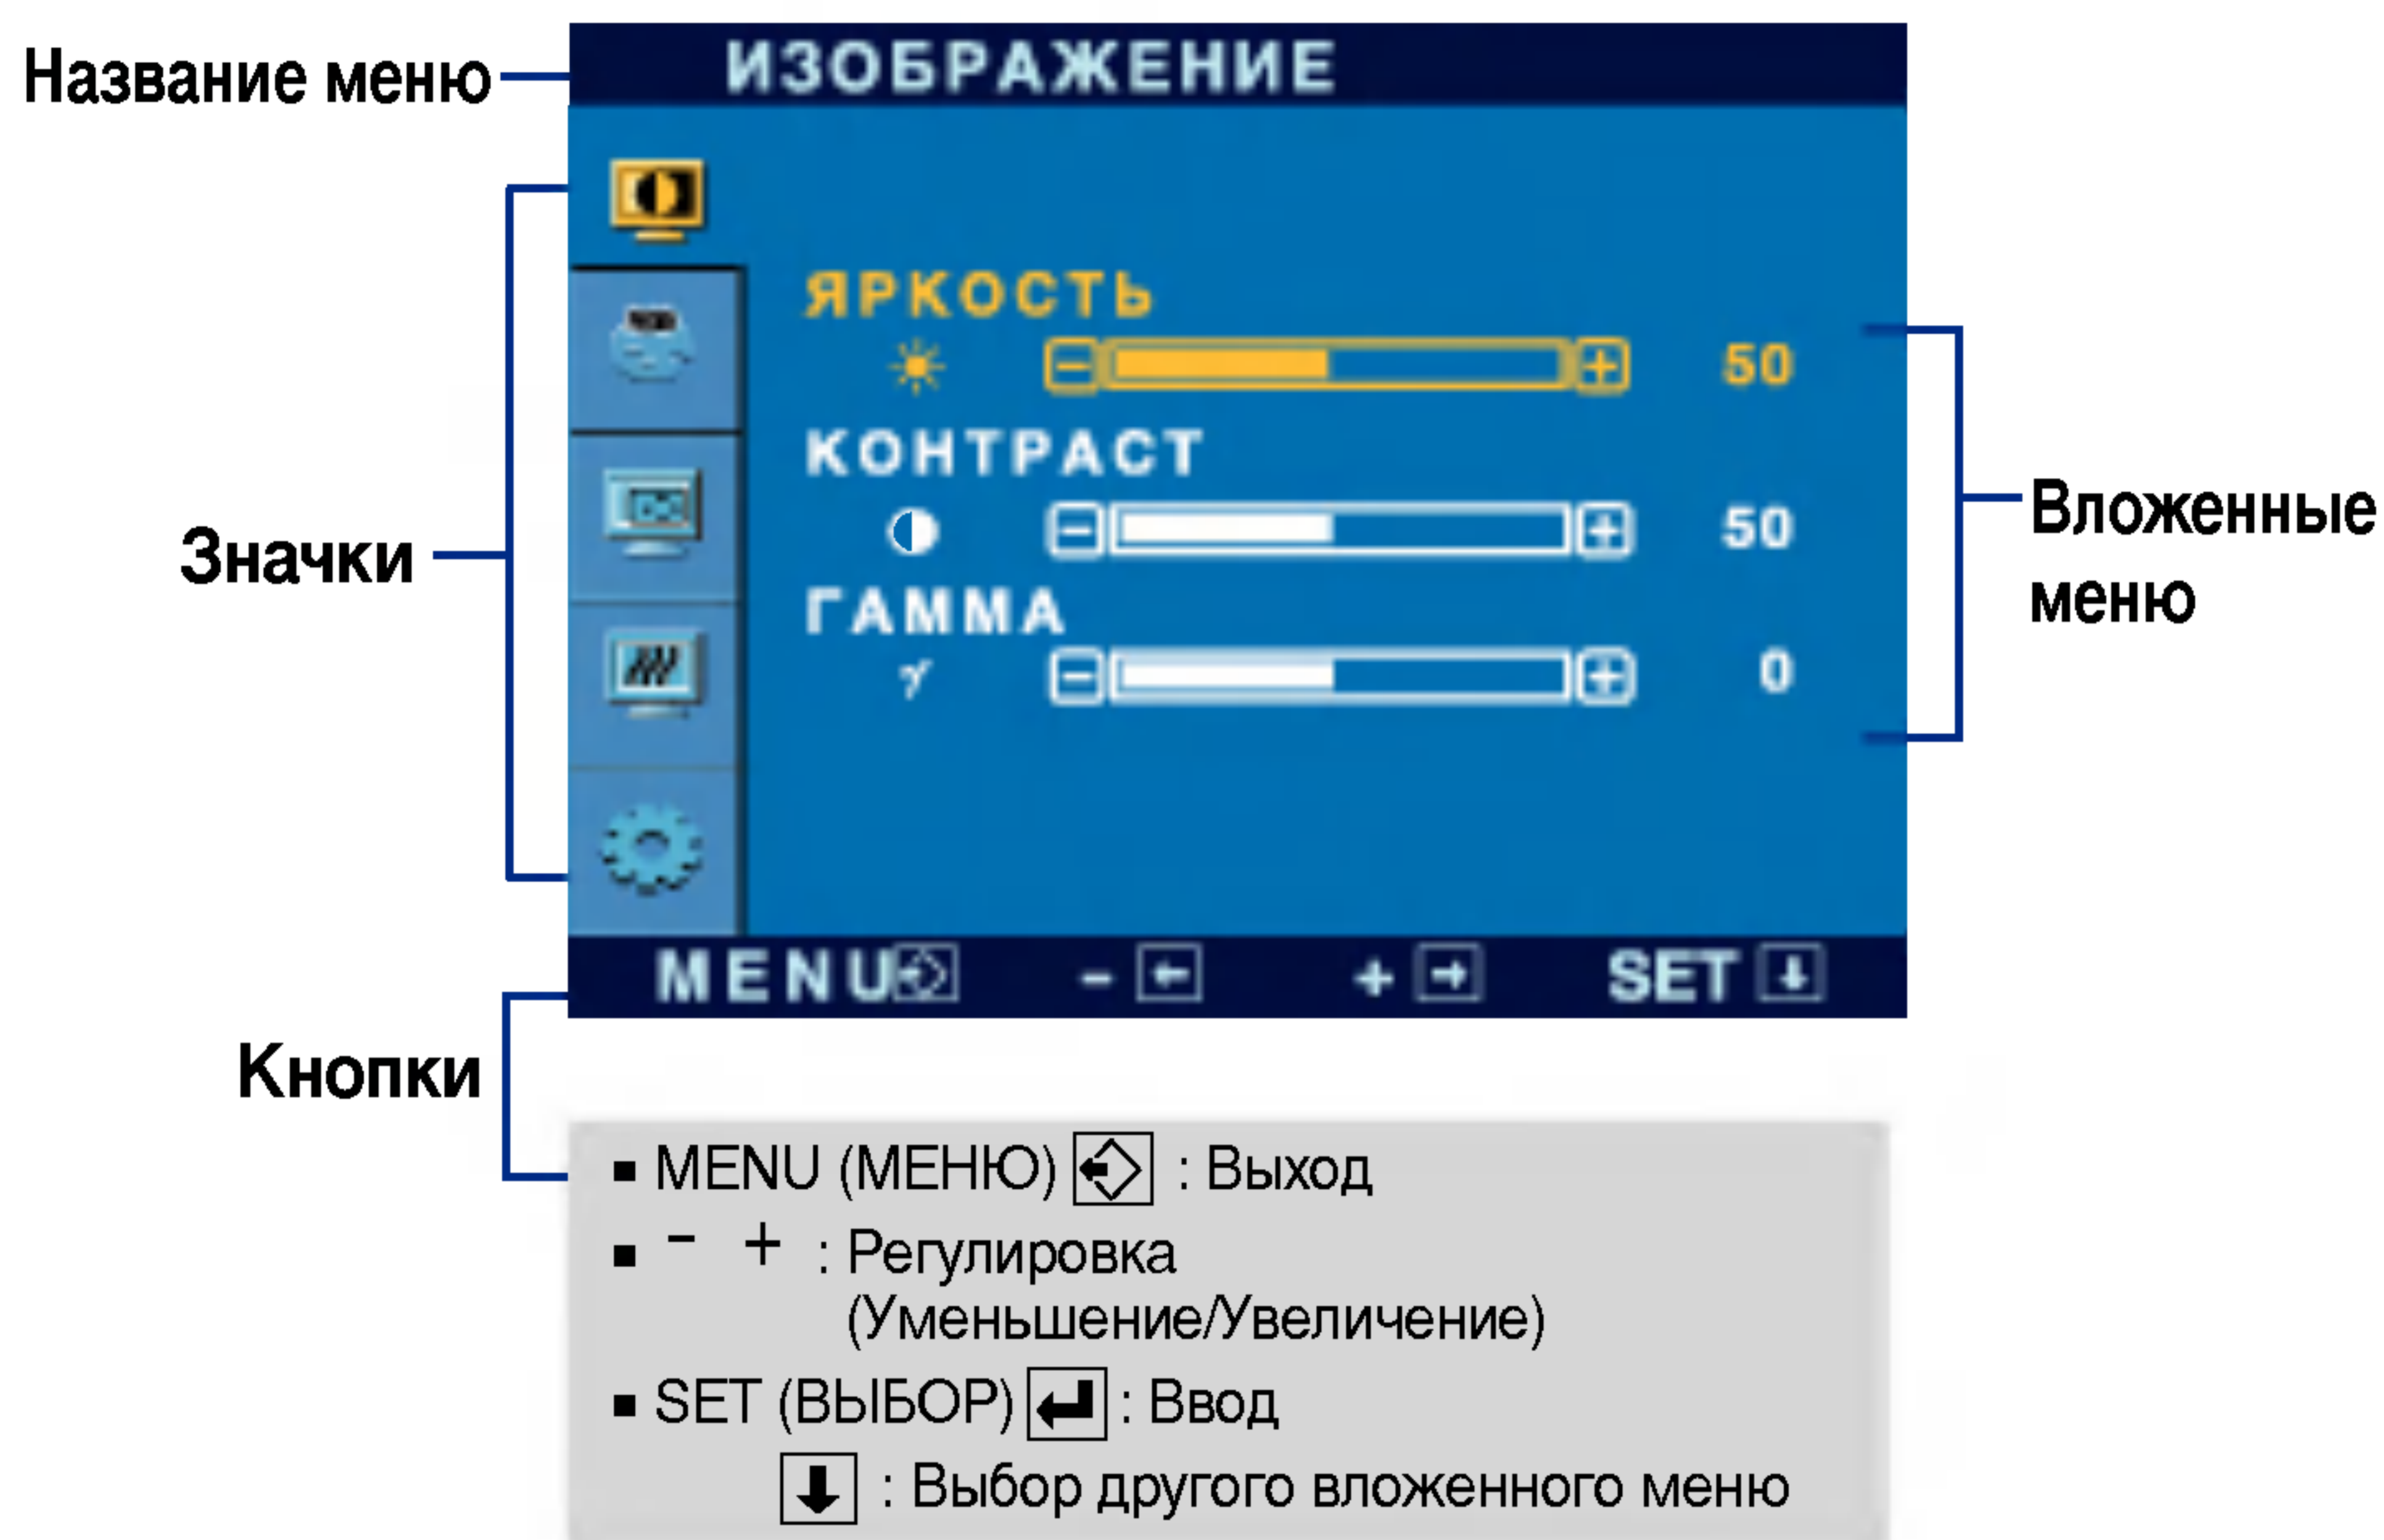 Название меню
ИЗОБРАЖЕНИЕ
ЯРКОСТЬ
50
КОНТРАСТ
50
ГАММА
γ
0
Значки
Вложенные
меню
MENU - + SET
Кнопки
▪ MENU (МЕНЮ) : Выход
▪ - + : Регулировка
(Уменьшение/Увеличение)
▪ SET (ВЫБОР) : Ввод
: Выбор другого вложенного меню